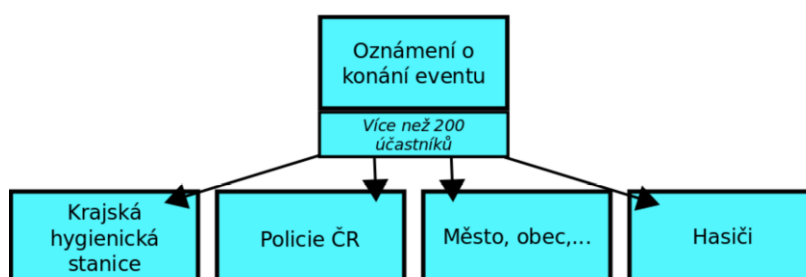 Oznámení o
konání eventu
Více než 200
účastníků
Krajská
hygienická
stanice
Policie ČR
Město, obec,...
Hasiči